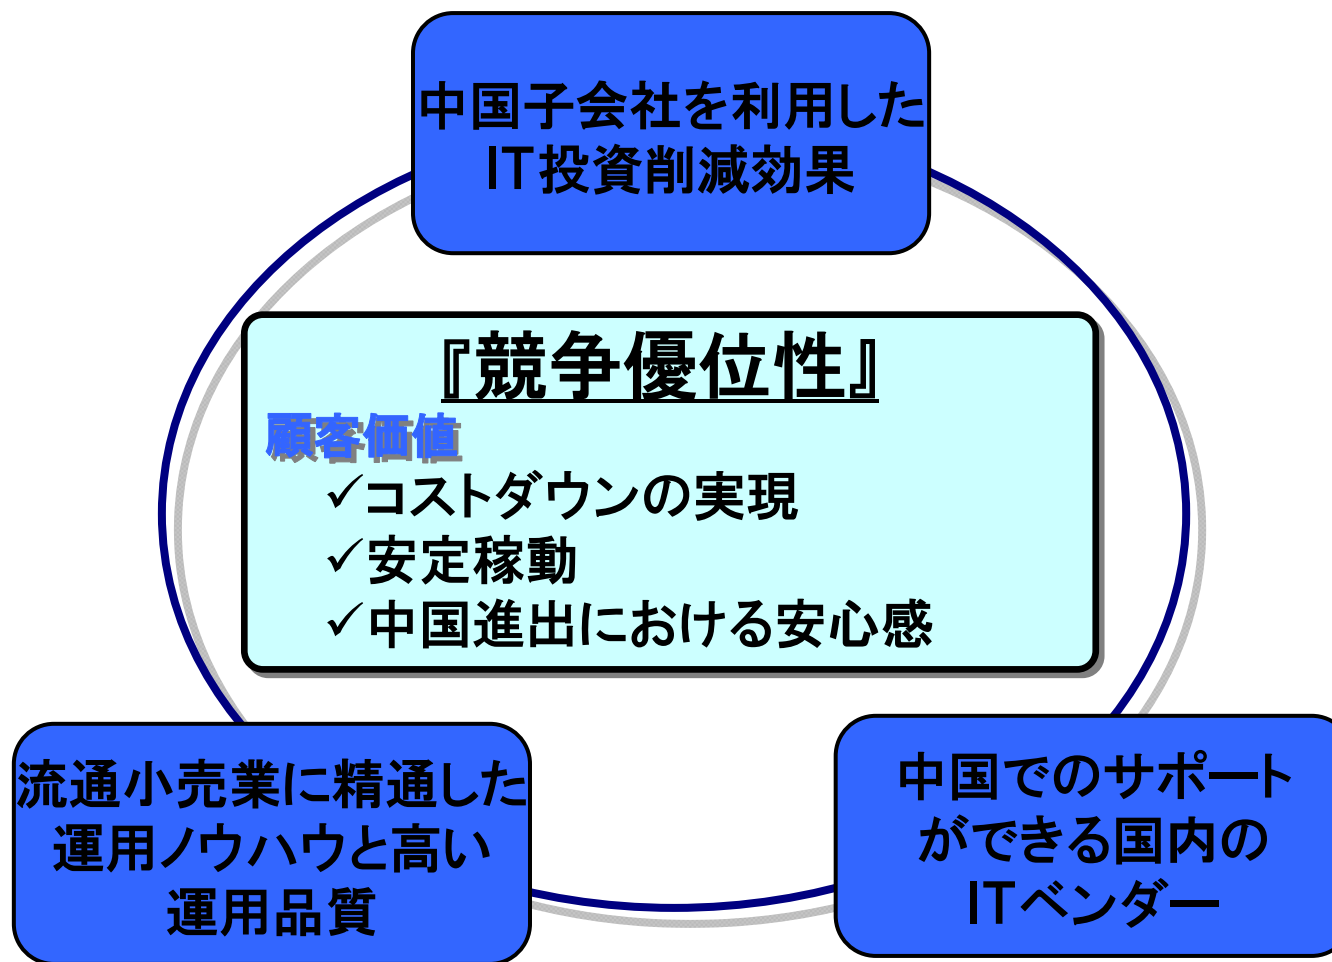 中国子会社を利用した
IT投資削減効果
『競争優位性』
顧客価値
✓コストダウンの実現
✓安定稼動
✓中国進出における安心感
流通小売業に精通した
運用ノウハウと高い
運用品質
中国でのサポート
ができる国内の
ITベンダー